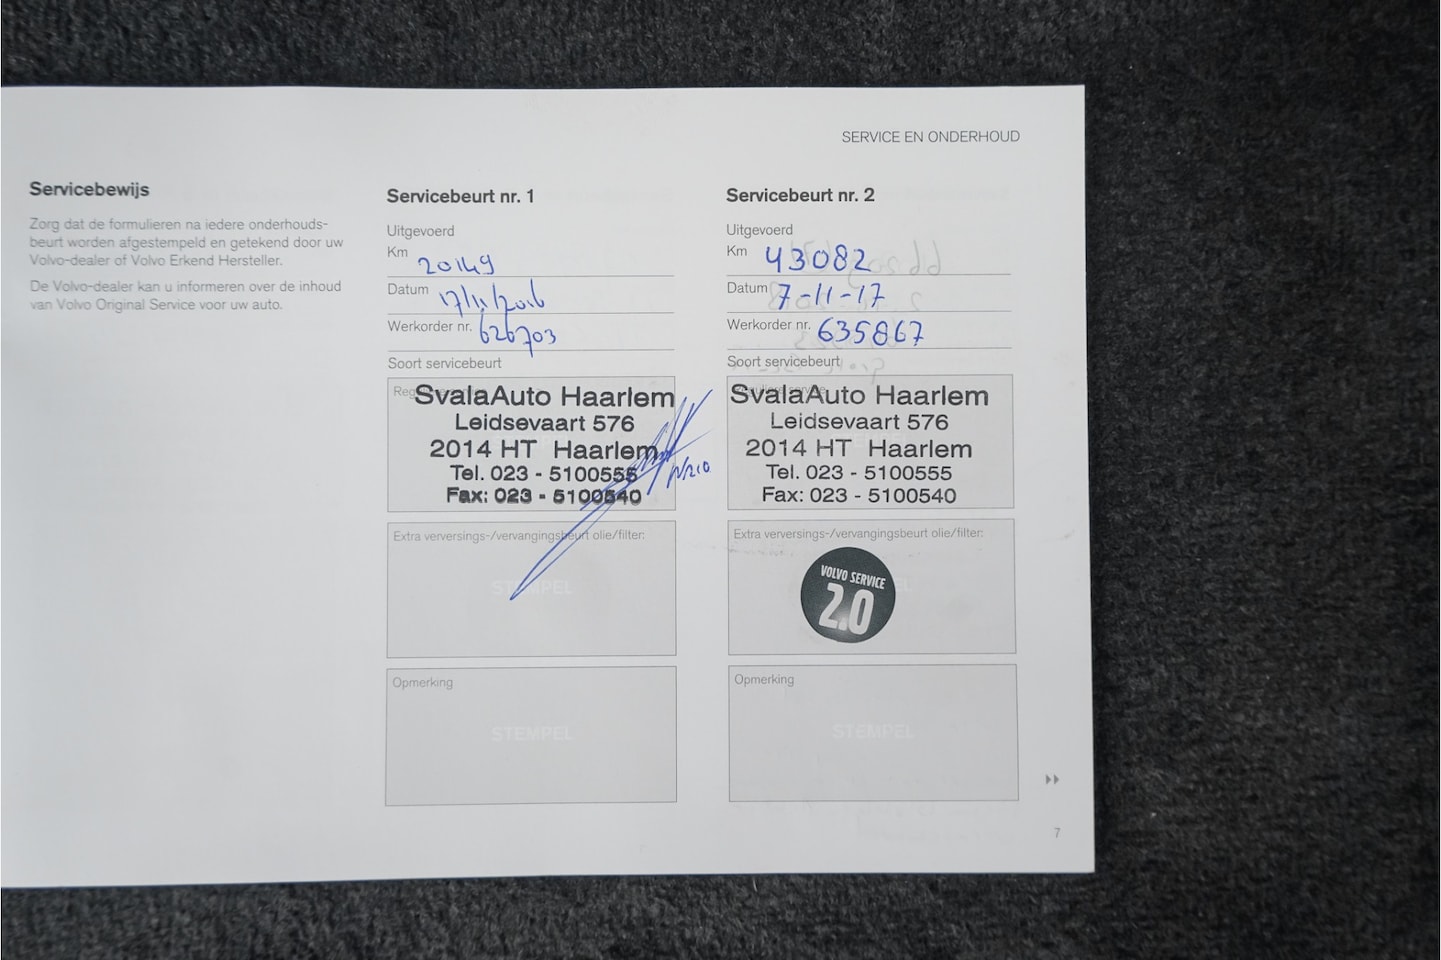 SERVICE EN ONDERHOUD
Servicebewijs
Zorg dat de formulieren na iedere onderhouds-
beurt worden afgestempeld en getekend door uw
Volvo-dealer of Volvo Erkend Hersteller.
De Volvo-dealer kan u informeren over de inhoud
van Volvo Original Service voor uw auto.
Servicebeurt nr. 1
Uitgevoerd
Km 20149
Datum 17/11/2016
Werkorder nr. 626703
Soort servicebeurt
SvalaAuto Haarlem
Leidsevaart 576
2014 HT Haarlem
Tel. 023 - 5100555
Fax: 023 - 5100540
Extra verversings-/vervangingsbeurt olie/filter:
STEMPEL
Opmerking
STEMPEL
Servicebeurt nr. 2
Uitgevoerd
Km 43082
Datum 7-11-17
Werkorder nr. 635867
Soort servicebeurt
SvalaAuto Haarlem
Leidsevaart 576
2014 HT Haarlem
Tel. 023 - 5100555
Fax: 023 - 5100540
Extra verversings-/vervangingsbeurt olie/filter:
VOLVO SERVICE
2.0
Opmerking
STEMPEL
7